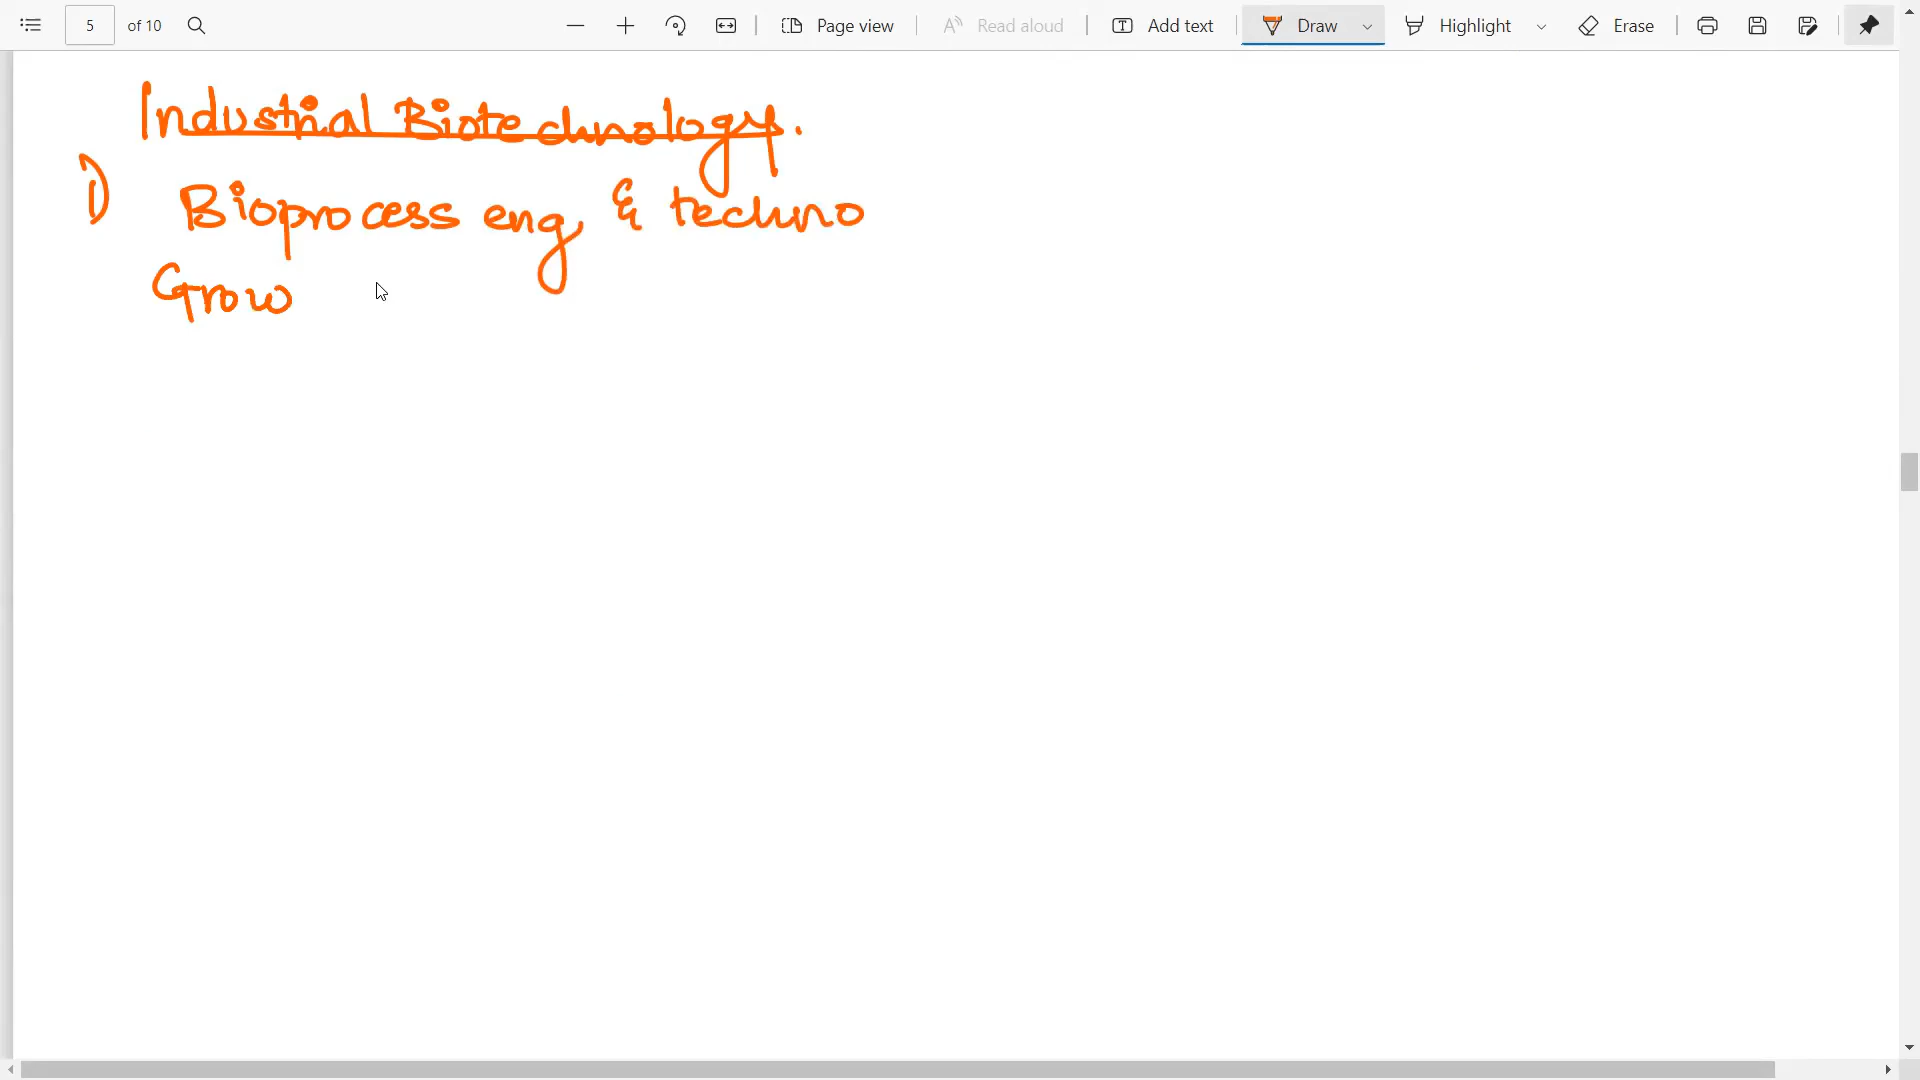 5 of 10 Page view Read aloud Add text Draw Highlight Erase
Industrial Biotechnology.
1) Bioprocess eng & techno
Grow